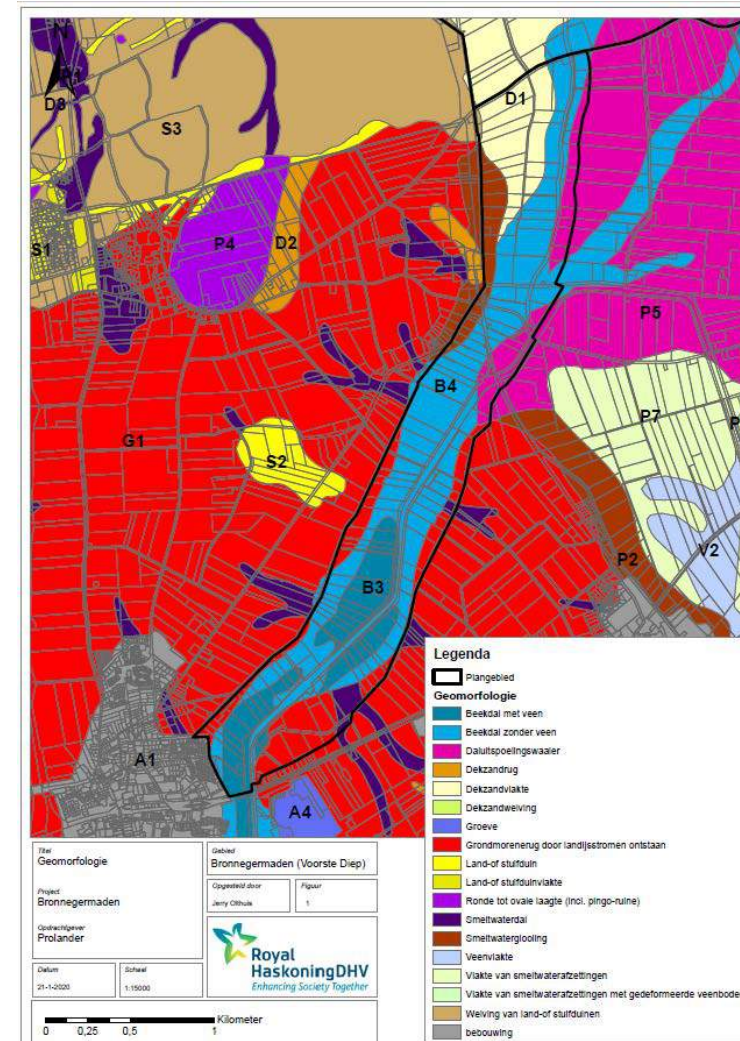 N
D8
S3
D1
S1
P4
D2
P5
B4
G1
P7
S2
V2
B3
P2
A1
A4
Legenda
Plangebied
Geomorfologie
Beekdal met veen
Beekdal zonder veen
Daluitspoelingswaaier
Dekzandrug
Dekzandvlakte
Dekzandwelving
Groeve
Grondmorenerug door landijsstromen ontstaan
Land-of stuifduin
Land-of stuifduinvlakte
Ronde tot ovale laagte (incl. pingo-ruïne)
Smeltwaterdal
Smeltwaterglooiing
Veenvlakte
Vlakte van smeltwaterafzettingen
Vlakte van smeltwaterafzettingen met gedeformeerde veenbode
Welving van land-of stuifduinen
bebouwing
Titel
Geomorfologie
Project
Bronnegermaden
Opdrachtgever
Prolander
Datum
21-1-2020
Schaal
1:15000
Gebied
Bronnegermaden (Voorste Diep)
Opgesteld door
Jerry Olthuis
Figuur
1
Royal
HaskoningDHV
Enhancing Society Together
Kilometer
0 0,25 0,5 1